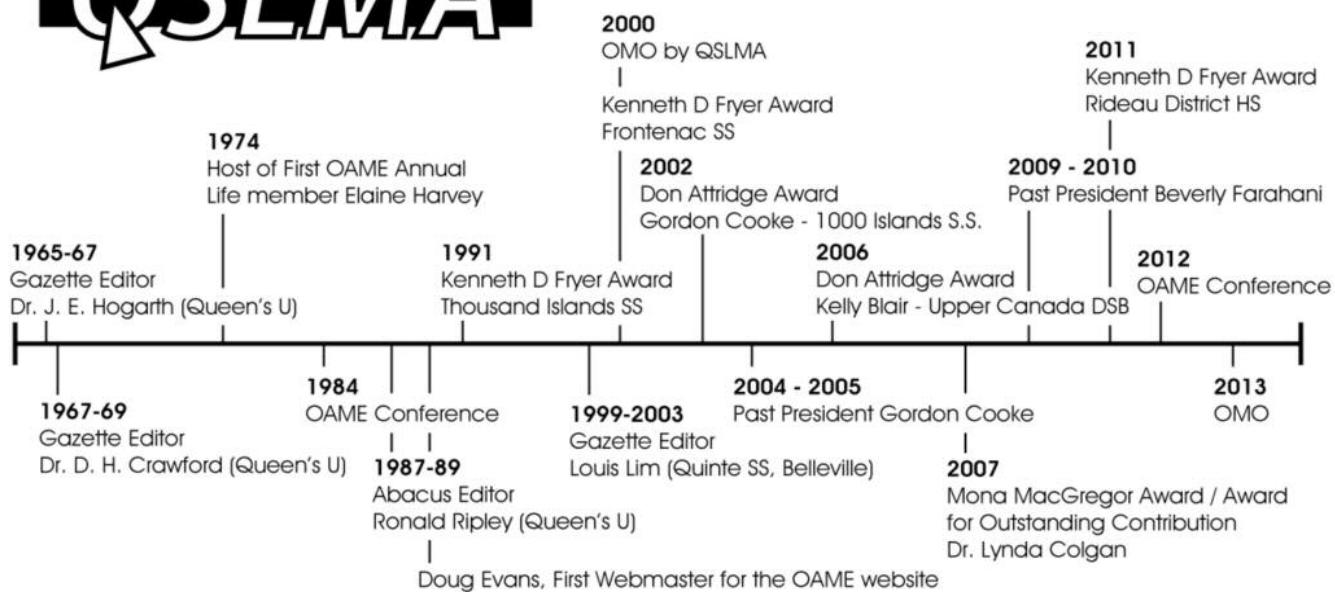 QSLMA
2000
OMO by QSLMA
Kenneth D Fryer Award
Frontenac SS
2011
Kenneth D Fryer Award
Rideau District HS
1974
Host of First OAME Annual
Life member Elaine Harvey
2002
Don Attridge Award
Gordon Cooke - 1000 Islands S.S.
2009 - 2010
Past President Beverly Farahani
1965-67
Gazette Editor
Dr. J. E. Hogarth (Queen's U)
1991
Kenneth D Fryer Award
Thousand Islands SS
2006
Don Attridge Award
Kelly Blair - Upper Canada DSB
2012
OAME Conference
1967-69
Gazette Editor
Dr. D. H. Crawford (Queen's U)
1984
OAME Conference
1987-89
Abacus Editor
Ronald Ripley (Queen's U)
Doug Evans, First Webmaster for the OAME website
1999-2003
Gazette Editor
Louis Lim (Quinte SS, Belleville)
2004 - 2005
Past President Gordon Cooke
2007
Mona MacGregor Award / Award
for Outstanding Contribution
Dr. Lynda Colgan
2013
OMO